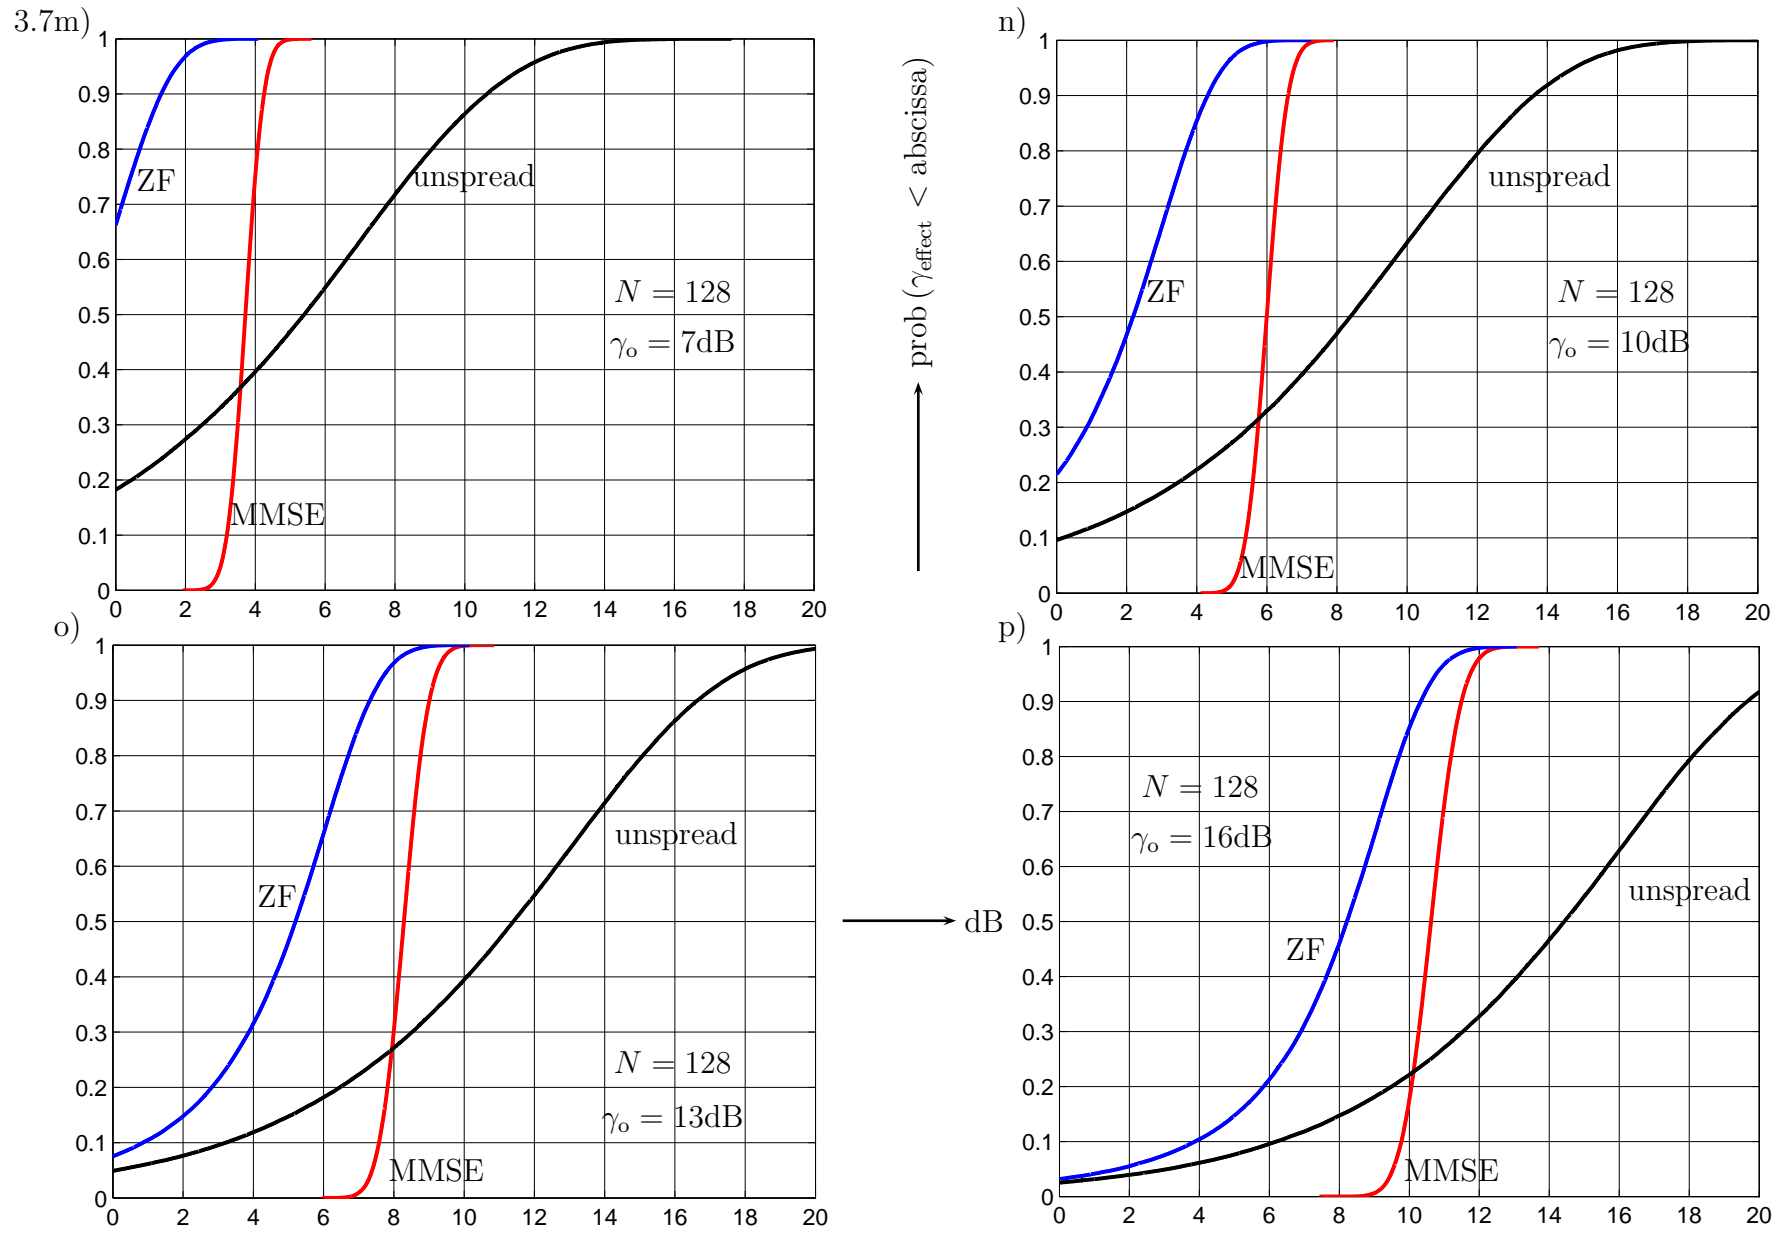 3.7m)
1
0.9
0.8
0.7
0.6
0.5
0.4
0.3
0.2
0.1
0
0 2 4 6 8 10 12 14 16 18 20
ZF
unspread
N = 128
γo = 7dB
MMSE
prob (γeffect < abscissa)
n)
1
0.9
0.8
0.7
0.6
0.5
0.4
0.3
0.2
0.1
0
0 2 4 6 8 10 12 14 16 18 20
unspread
ZF
N = 128
γo = 10dB
MMSE
o)
1
0.9
0.8
0.7
0.6
0.5
0.4
0.3
0.2
0.1
0
0 2 4 6 8 10 12 14 16 18 20
unspread
ZF
N = 128
γo = 13dB
MMSE
dB
p)
1
0.9
0.8
0.7
0.6
0.5
0.4
0.3
0.2
0.1
0
0 2 4 6 8 10 12 14 16 18 20
N = 128
γo = 16dB
unspread
ZF
MMSE